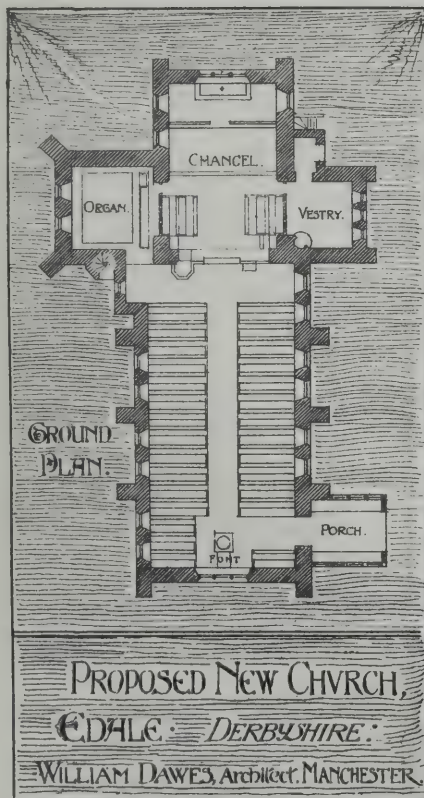 CHANCEL.
ORGAN.
VESTRY.
GROUND
PLAN.
PORCH.
FONT
PROPOSED NEW CHVRCH,
EDALE · DERBYSHIRE:
WILLIAM DAWES, Architect. MANCHESTER.